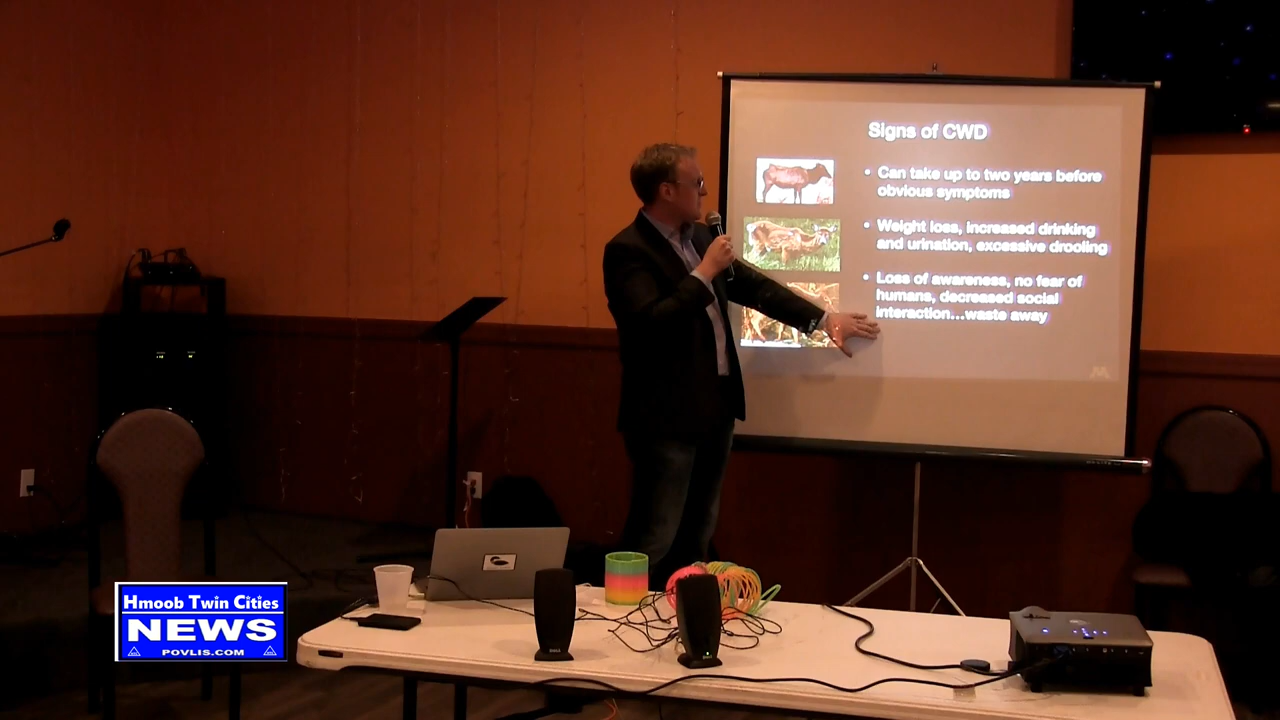 Signs of CWD
• Can take up to two years before
obvious symptoms
• Weight loss, increased drinking
and urination, excessive drooling
• Loss of awareness, no fear of
humans, decreased social
interaction...waste away
M
Hmoob Twin Cities
NEWS
POVLIS.COM
DELL